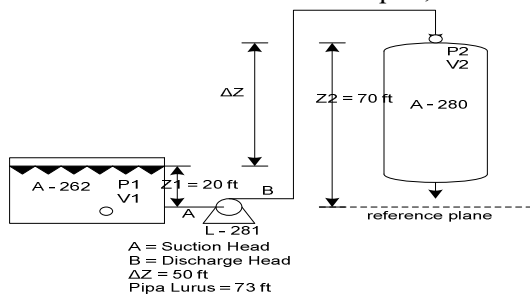 ΔZ
Z2 = 70 ft
P2
V2
A - 280
A - 262
P1
V1
Z1 = 20 ft
A
B
L - 281
reference plane
A = Suction Head
B = Discharge Head
ΔZ = 50 ft
Pipa Lurus = 73 ft